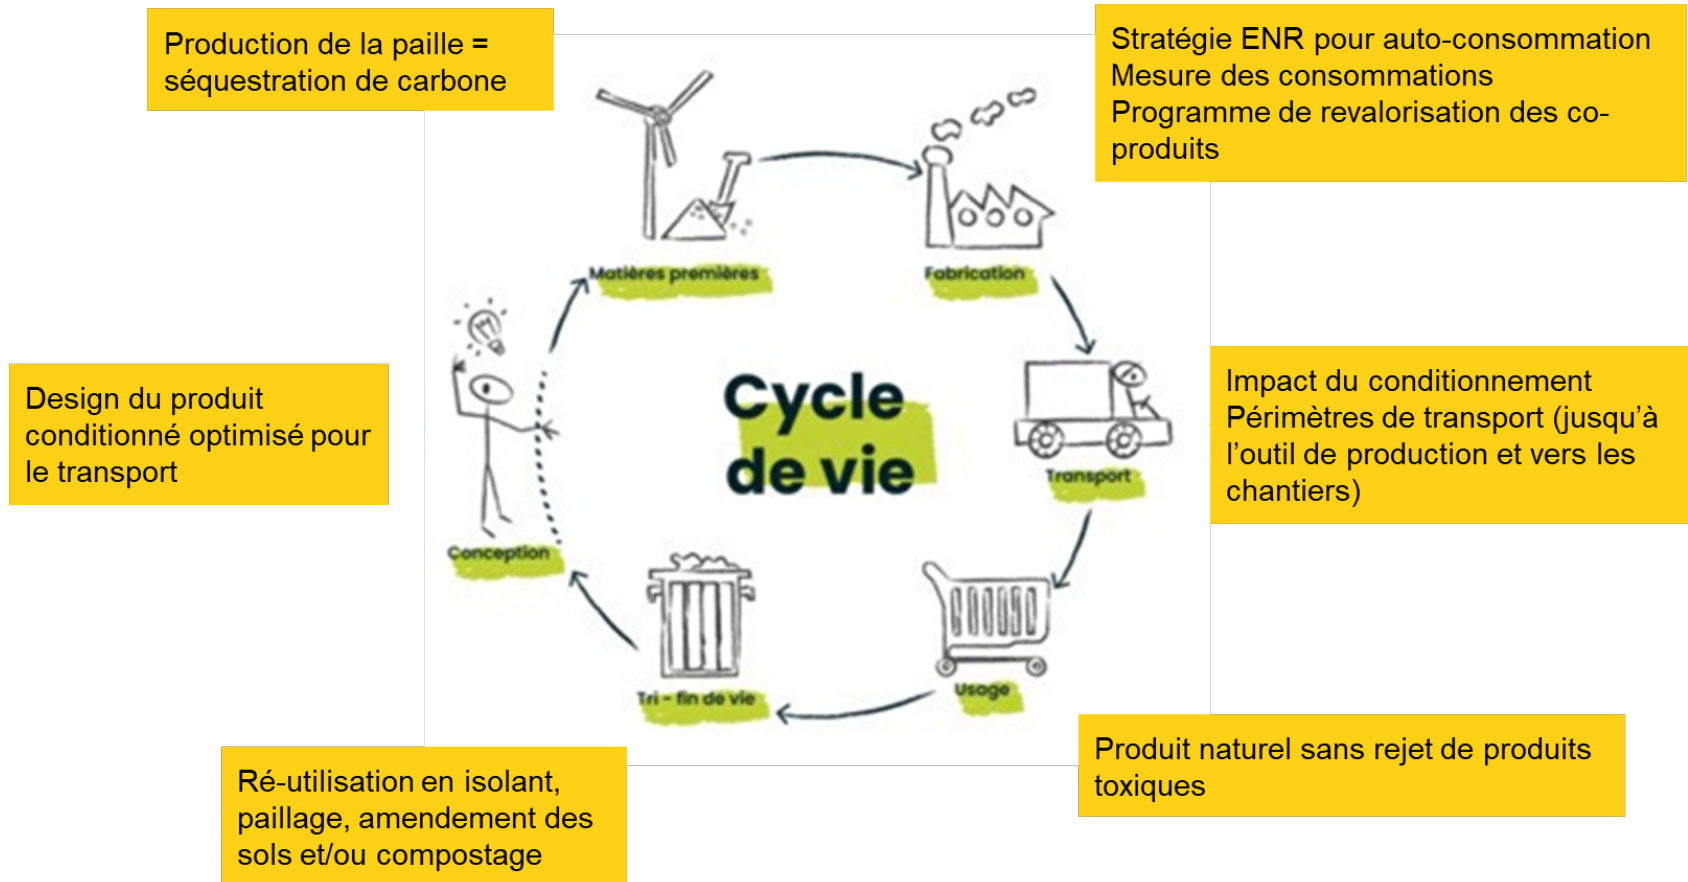 Production de la paille =
séquestration de carbone
Stratégie ENR pour auto-consommation
Mesure des consommations
Programme de revalorisation des co-
produits
Matières premières
Fabrication
Design du produit
conditionné optimisé pour
le transport
Cycle
de vie
Impact du conditionnement
Périmètres de transport (jusqu'à
l'outil de production et vers les
chantiers)
Transport
Conception
Tri - fin de vie
Usage
Ré-utilisation en isolant,
paillage, amendement des
sols et/ou compostage
Produit naturel sans rejet de produits
toxiques